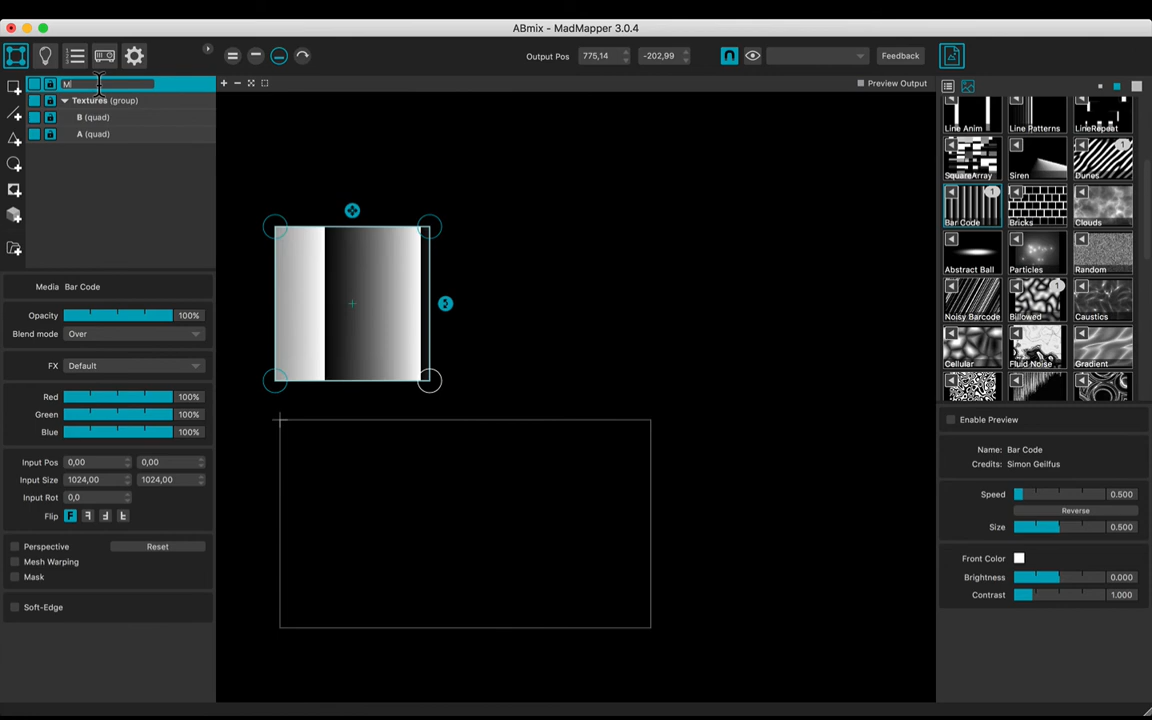 ABmix - MadMapper 3.0.4
Output Pos 775,14 -202,99
Feedback
M
Preview Output
Textures (group)
B (quad)
A (quad)
Line Anim Line Patterns LineRepeat
SquareArray Siren Dunes 1
Bar Code 1 Bricks Clouds
Abstract Ball Particles Random
Noisy Barcode Billowed 1 Caustics
Cellular Fluid Noise Gradient
Media Bar Code
Opacity 100%
Blend mode Over
FX Default
Red 100%
Green 100%
Blue 100%
Input Pos 0,00 0,00
Input Size 1024,00 1024,00
Input Rot 0,0
Flip F F F F
Perspective Reset
Mesh Warping
Mask
Soft-Edge
Enable Preview
Name: Bar Code
Credits: Simon Geilfus
Speed 0.500
Reverse
Size 0.500
Front Color
Brightness 0.000
Contrast 1.000